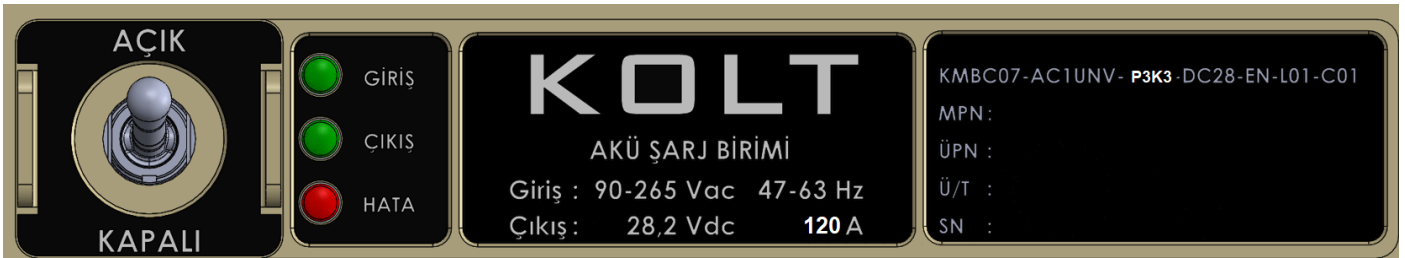 AÇIK
KAPALI
GİRİŞ
ÇIKIŞ
HATA
KOLT
AKÜ ŞARJ BİRİMİ
Giriş : 90-265 Vac 47-63 Hz
Çıkış : 28,2 Vdc 120 A
KMBC07-AC1UNV- P3K3 -DC28-EN-L01-C01
MPN :
ÜPN :
Ü/T :
SN :